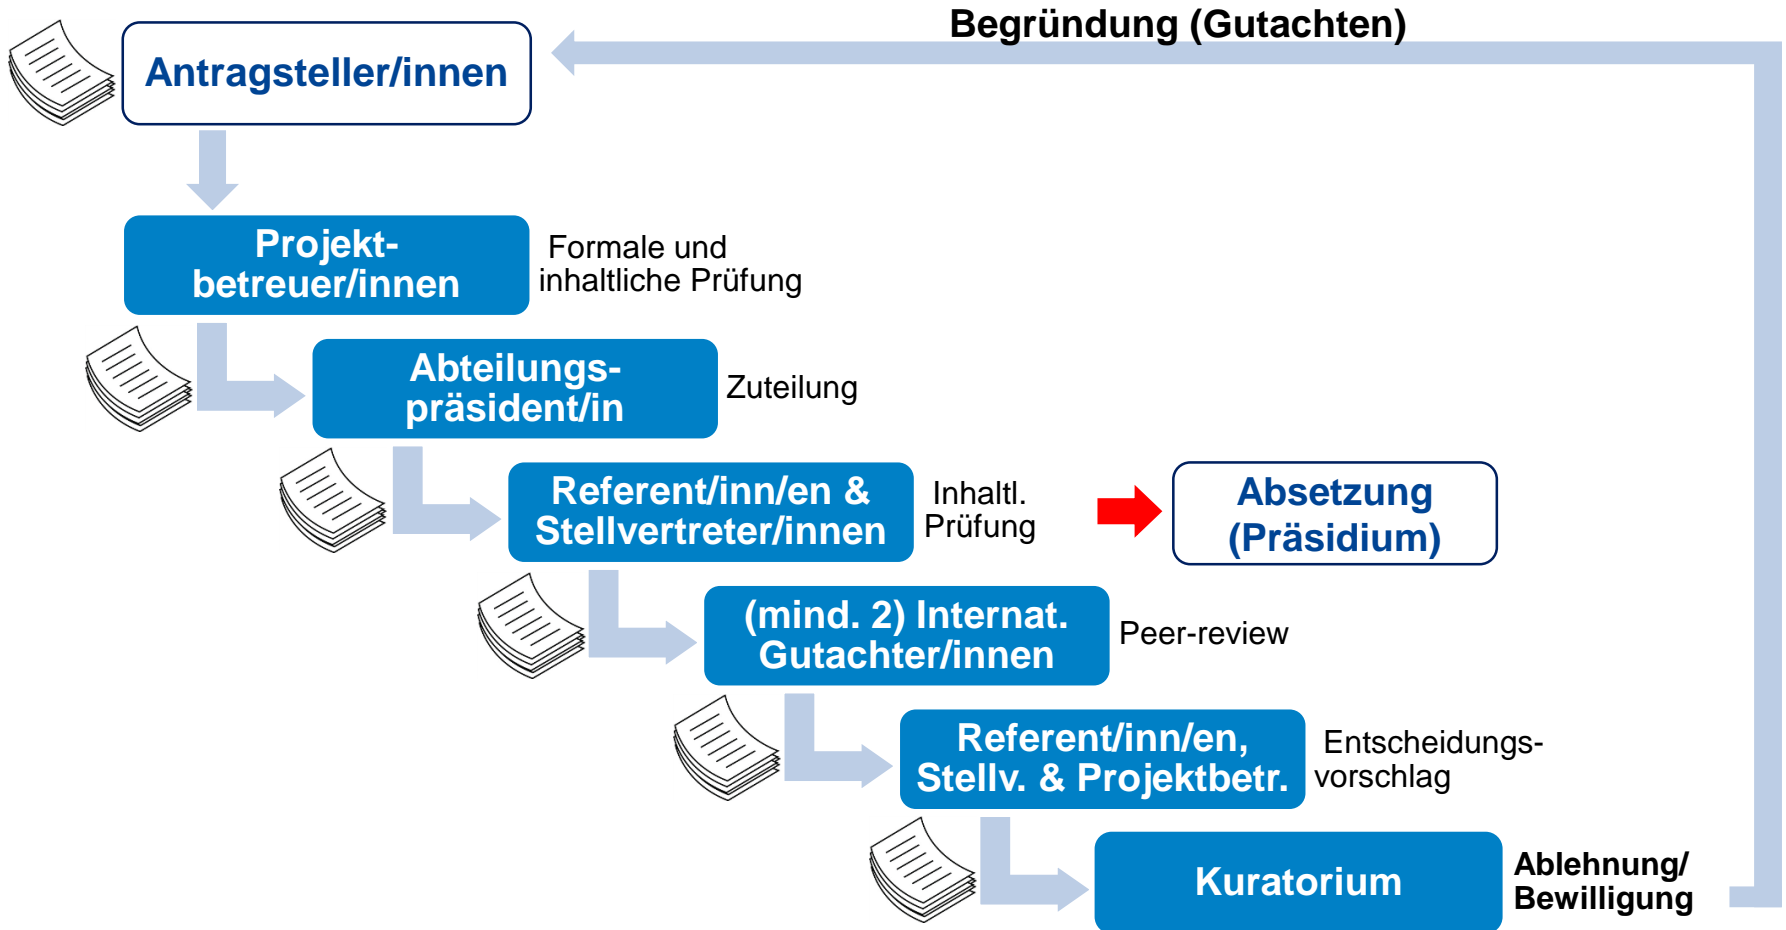 Begründung (Gutachten)
Antragsteller/innen
Projekt-
betreuer/innen
Formale und
inhaltliche Prüfung
Abteilungs-
präsident/in
Zuteilung
Referent/inn/en &
Stellvertreter/innen
Inhaltl.
Prüfung
Absetzung
(Präsidium)
(mind. 2) Internat.
Gutachter/innen
Peer-review
Referent/inn/en,
Stellv. & Projektbetr.
Entscheidungs-
vorschlag
Kuratorium
Ablehnung/
Bewilligung